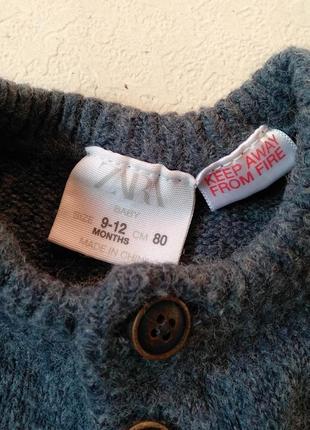 ZARA
BABY
SIZE 9-12 MONTHS CM 80
MADE IN CHINA
KEEP AWAY
FROM FIRE